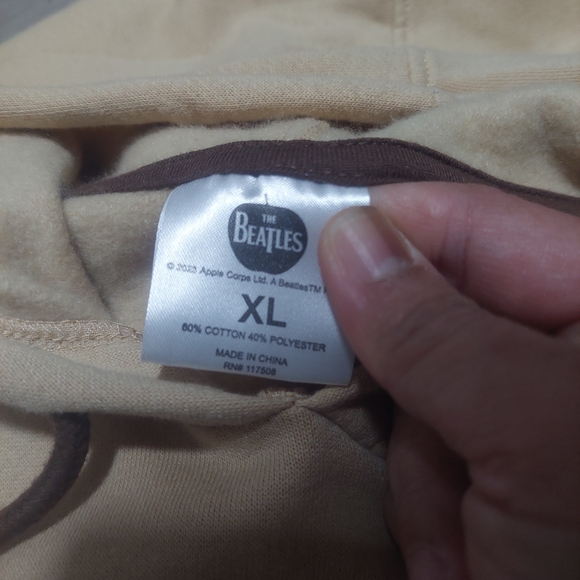 THE
BEATLES
© 2023 Apple Corps Ltd. A Beatles™
XL
60% COTTON 40% POLYESTER
MADE IN CHINA
RN# 117508